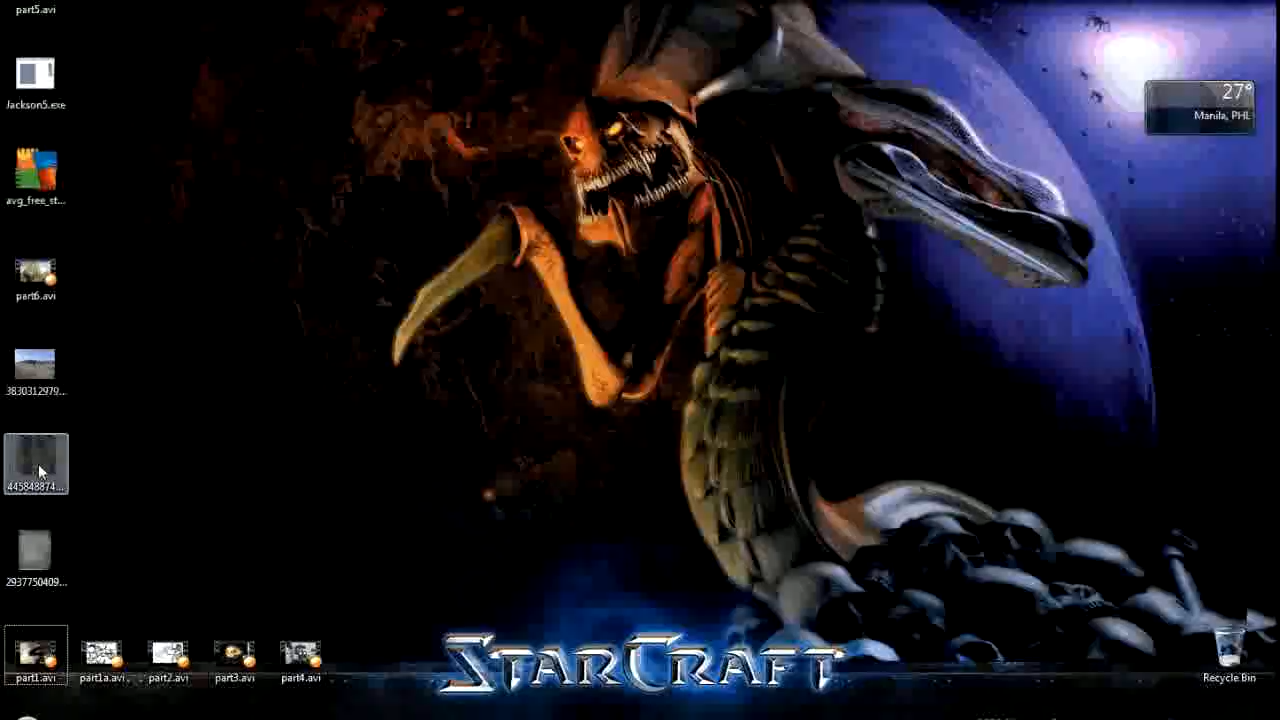 part5.avi
Jackson5.exe
27°
Manila, PHL
avg_free_st...
part6.avi
3830312979...
445848874...
2937750409...
part1.avi
part1a.avi
part2.avi
part3.avi
part4.avi
STARCRAFT
Recycle Bin